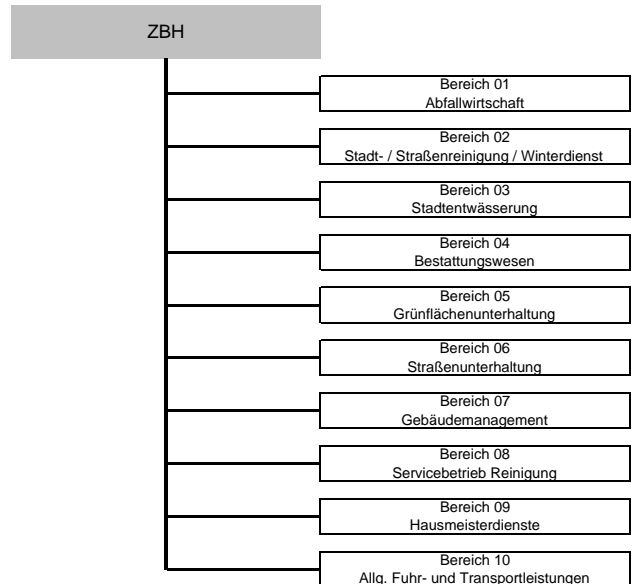 ZBH
Bereich 01
Abfallwirtschaft
Bereich 02
Stadt- / Straßenreinigung / Winterdienst
Bereich 03
Stadtentwässerung
Bereich 04
Bestattungswesen
Bereich 05
Grünflächenunterhaltung
Bereich 06
Straßenunterhaltung
Bereich 07
Gebäudemanagement
Bereich 08
Servicebetrieb Reinigung
Bereich 09
Hausmeisterdienste
Bereich 10
Allg. Fuhr- und Transportleistungen